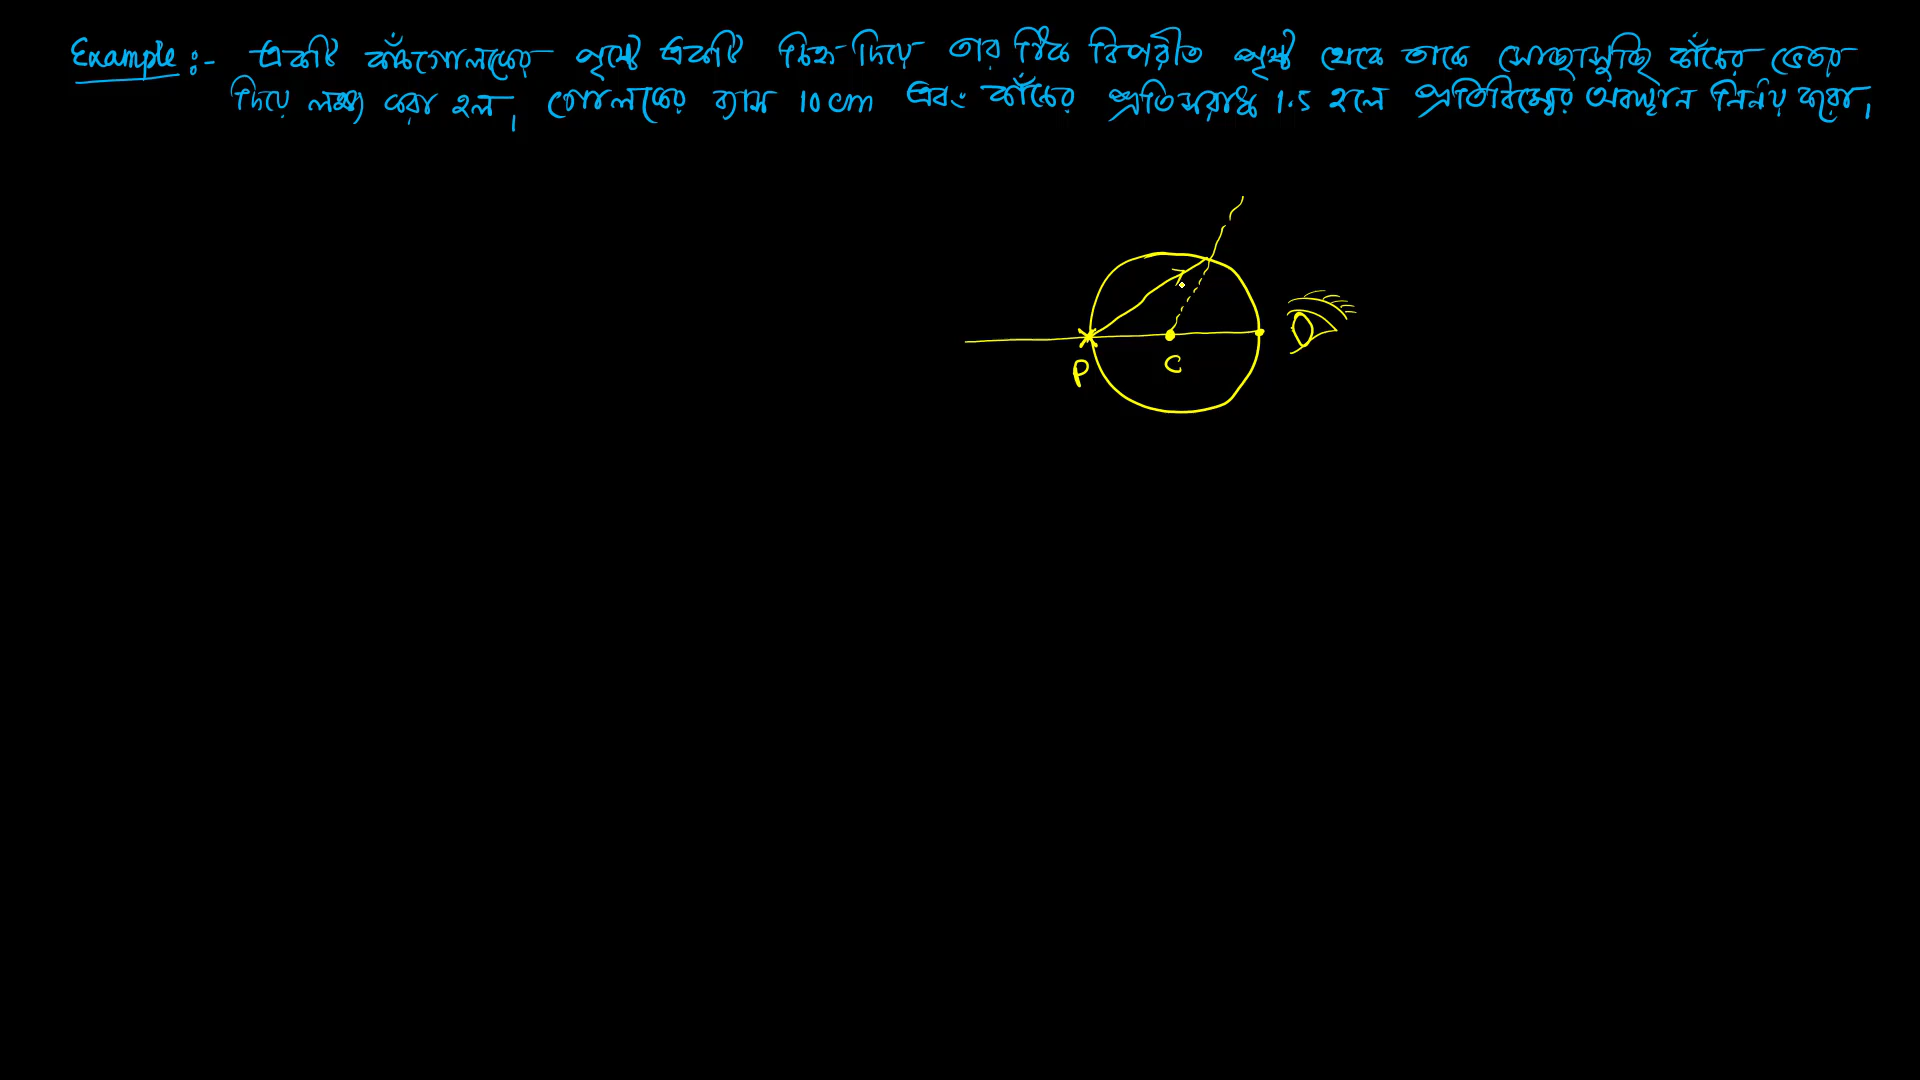 Example :- একটি কাঁচগোলকের পৃষ্ঠে একটি চিহ্ন দিয়ে তার ঠিক বিপরীত পৃষ্ঠ থেকে তাকে সোজাসুজি কাঁচের ভেতর
দিয়ে লক্ষ্য করা হল। গোলকের ব্যাস 10 cm এবং কাঁচের প্রতিসরাঙ্ক 1.5 হলে প্রতিবিম্বের অবস্থান নির্ণয় করো।
P C